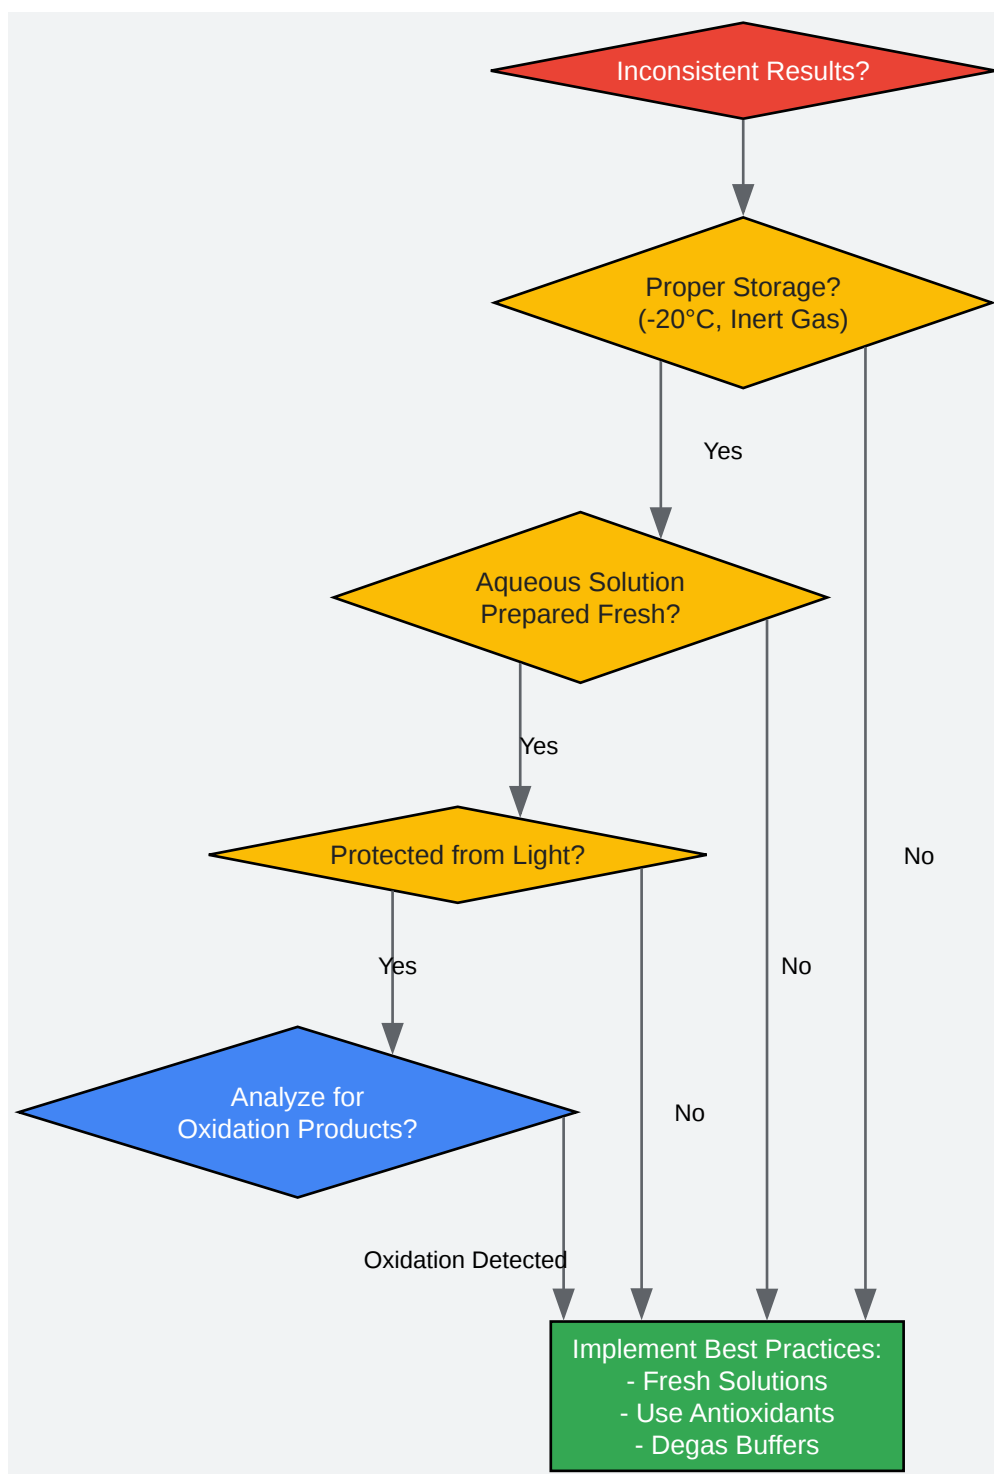 Inconsistent Results?
Proper Storage?
(-20°C, Inert Gas)
Yes
Aqueous Solution
Prepared Fresh?
Yes
Protected from Light?
No
Yes
No
Analyze for
Oxidation Products?
No
Oxidation Detected
Implement Best Practices:
- Fresh Solutions
- Use Antioxidants
- Degas Buffers